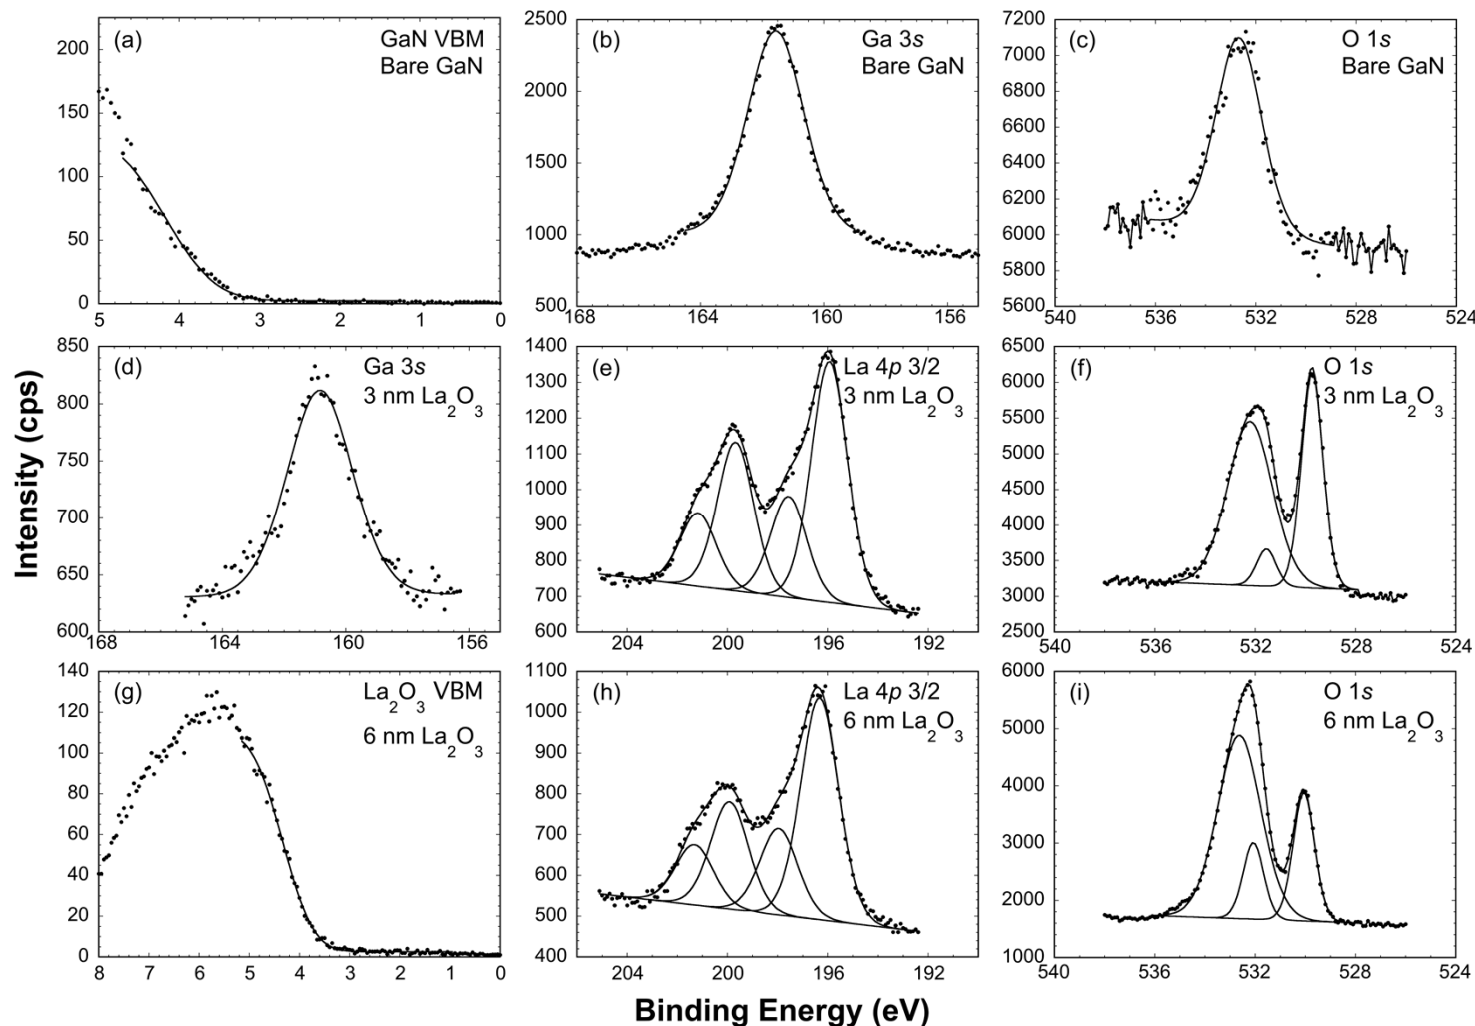 (a) GaN VBM
Bare GaN
200
150
100
50
0
5 4 3 2 1 0
(b) Ga 3s
Bare GaN
2500
2000
1500
1000
500
168 164 160 156
(c) O 1s
Bare GaN
7200
7000
6800
6600
6400
6200
6000
5800
5600
540 536 532 528 524
Intensity (cps)
(d) Ga 3s
3 nm La₂O₃
850
800
750
700
650
600
168 164 160 156
(e) La 4p 3/2
3 nm La₂O₃
1400
1300
1200
1100
1000
900
800
700
600
204 200 196 192
(f) O 1s
3 nm La₂O₃
6500
6000
5500
5000
4500
4000
3500
3000
2500
540 536 532 528 524
(g) La₂O₃ VBM
6 nm La₂O₃
140
120
100
80
60
40
20
0
8 7 6 5 4 3 2 1 0
(h) La 4p 3/2
6 nm La₂O₃
1100
1000
900
800
700
600
500
400
204 200 196 192
(i) O 1s
6 nm La₂O₃
6000
5000
4000
3000
2000
1000
540 536 532 528 524
Binding Energy (eV)